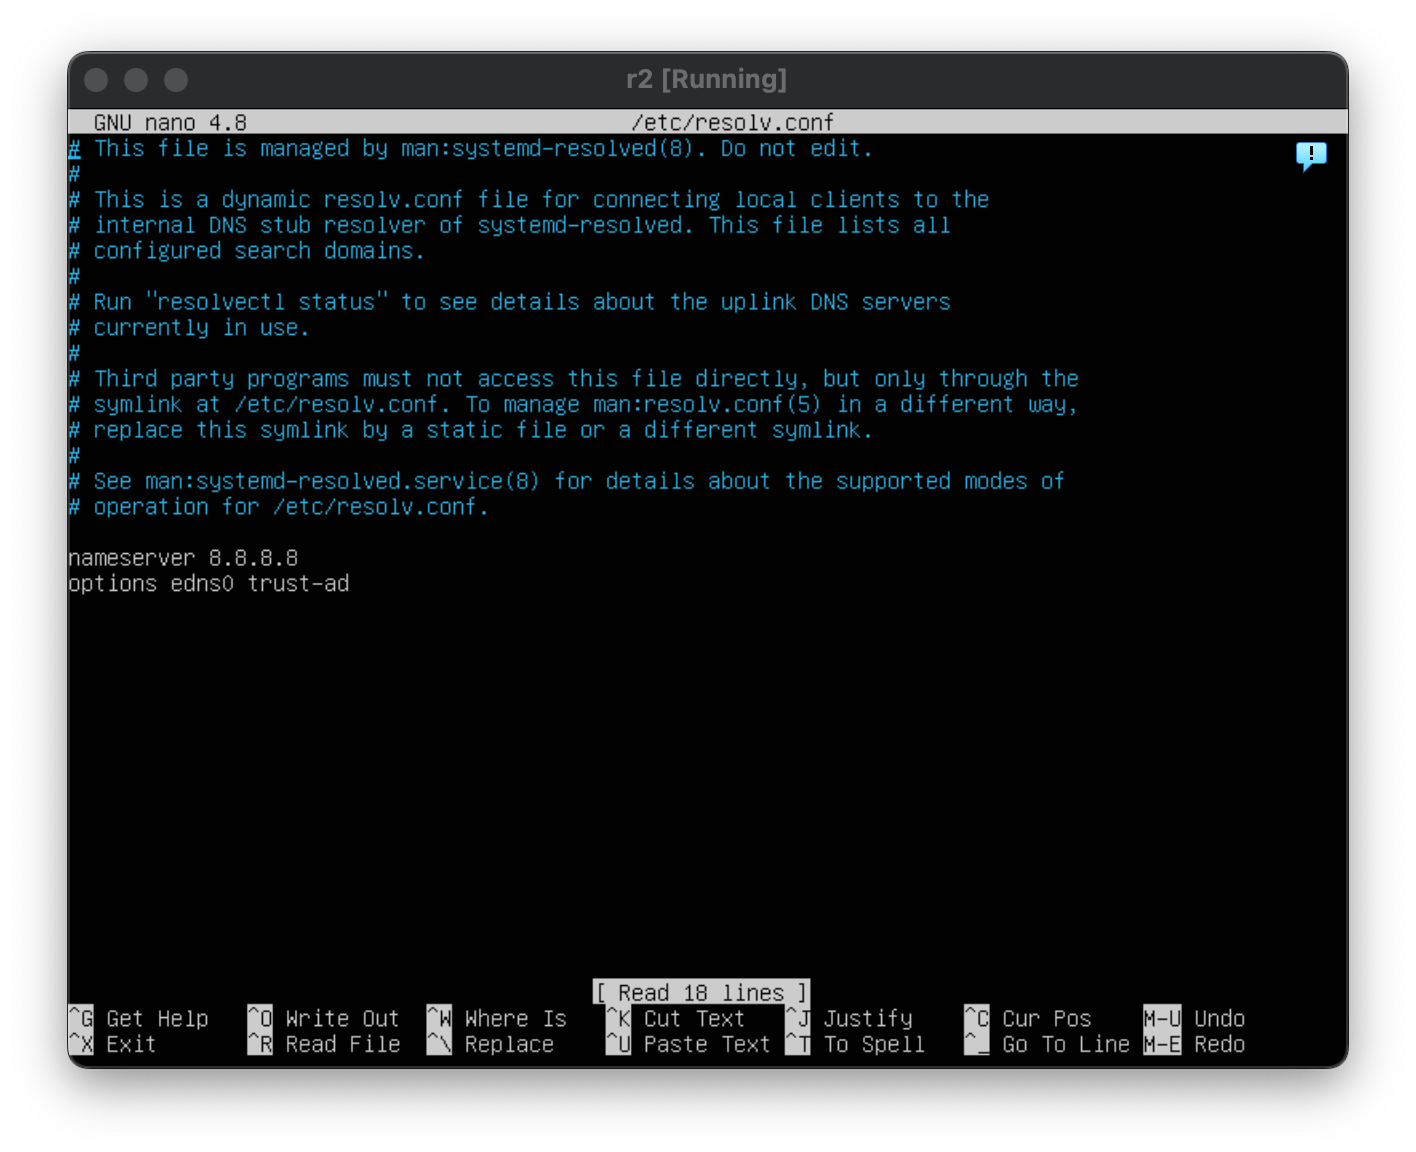 r2 [Running]
GNU nano 4.8 /etc/resolv.conf
# This file is managed by man:systemd-resolved(8). Do not edit.
#
# This is a dynamic resolv.conf file for connecting local clients to the
# internal DNS stub resolver of systemd-resolved. This file lists all
# configured search domains.
#
# Run "resolvectl status" to see details about the uplink DNS servers
# currently in use.
#
# Third party programs must not access this file directly, but only through the
# symlink at /etc/resolv.conf. To manage man:resolv.conf(5) in a different way,
# replace this symlink by a static file or a different symlink.
#
# See man:systemd-resolved.service(8) for details about the supported modes of
# operation for /etc/resolv.conf.
nameserver 8.8.8.8
options edns0 trust-ad
[ Read 18 lines ]
^G Get Help ^O Write Out ^W Where Is ^K Cut Text ^J Justify ^C Cur Pos M-U Undo
^X Exit ^R Read File ^\ Replace ^U Paste Text ^T To Spell ^_ Go To Line M-E Redo